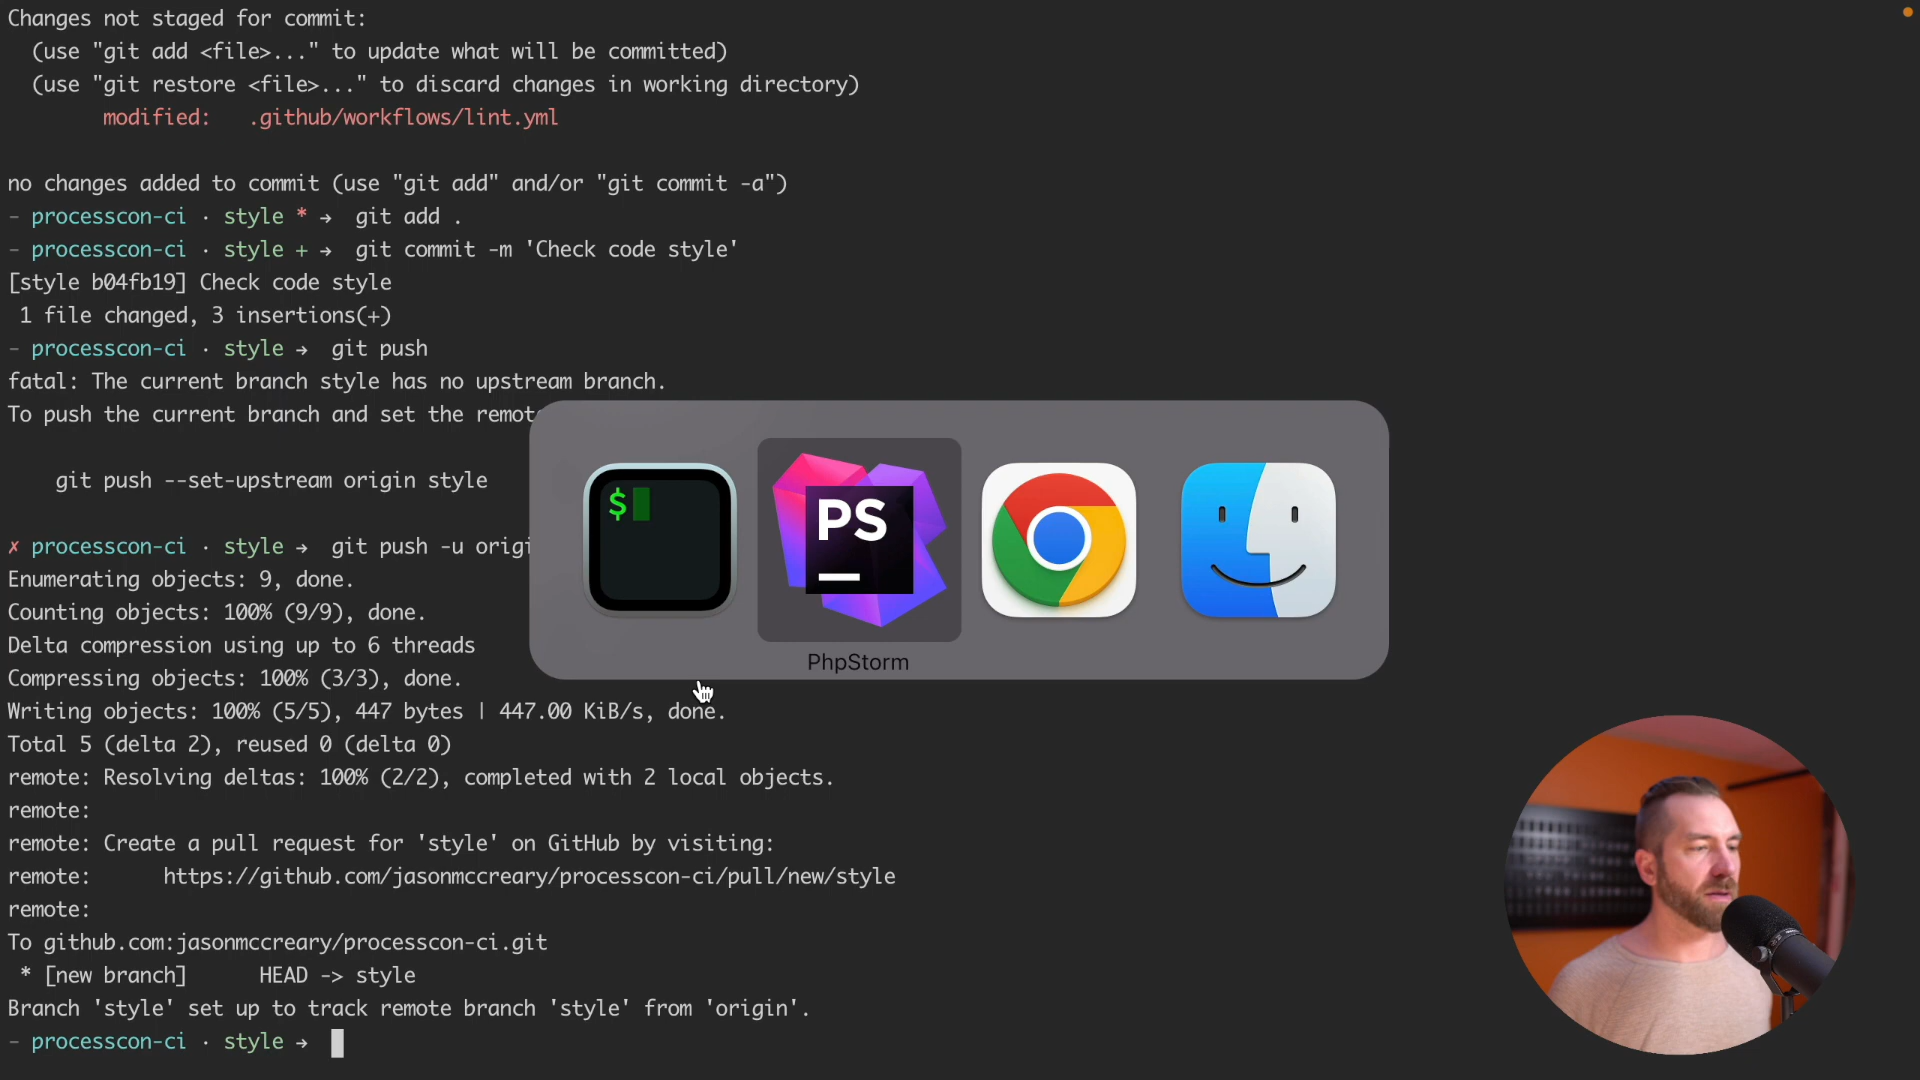 Changes not staged for commit:
(use "git add <file>..." to update what will be committed)
(use "git restore <file>..." to discard changes in working directory)
modified:   .github/workflows/lint.yml
no changes added to commit (use "git add" and/or "git commit -a")
- processcon-ci · style * → git add .
- processcon-ci · style + → git commit -m 'Check code style'
[style b04fb19] Check code style
1 file changed, 3 insertions(+)
- processcon-ci · style → git push
fatal: The current branch style has no upstream branch.
To push the current branch and set the remot
git push --set-upstream origin style
✗ processcon-ci · style → git push -u origi
Enumerating objects: 9, done.
Counting objects: 100% (9/9), done.
Delta compression using up to 6 threads
Compressing objects: 100% (3/3), done.
Writing objects: 100% (5/5), 447 bytes | 447.00 KiB/s, done.
Total 5 (delta 2), reused 0 (delta 0)
remote: Resolving deltas: 100% (2/2), completed with 2 local objects.
remote:
remote: Create a pull request for 'style' on GitHub by visiting:
remote:      https://github.com/jasonmccreary/processcon-ci/pull/new/style
remote:
To github.com:jasonmccreary/processcon-ci.git
* [new branch]      HEAD -> style
Branch 'style' set up to track remote branch 'style' from 'origin'.
- processcon-ci · style →
$
PS
PhpStorm